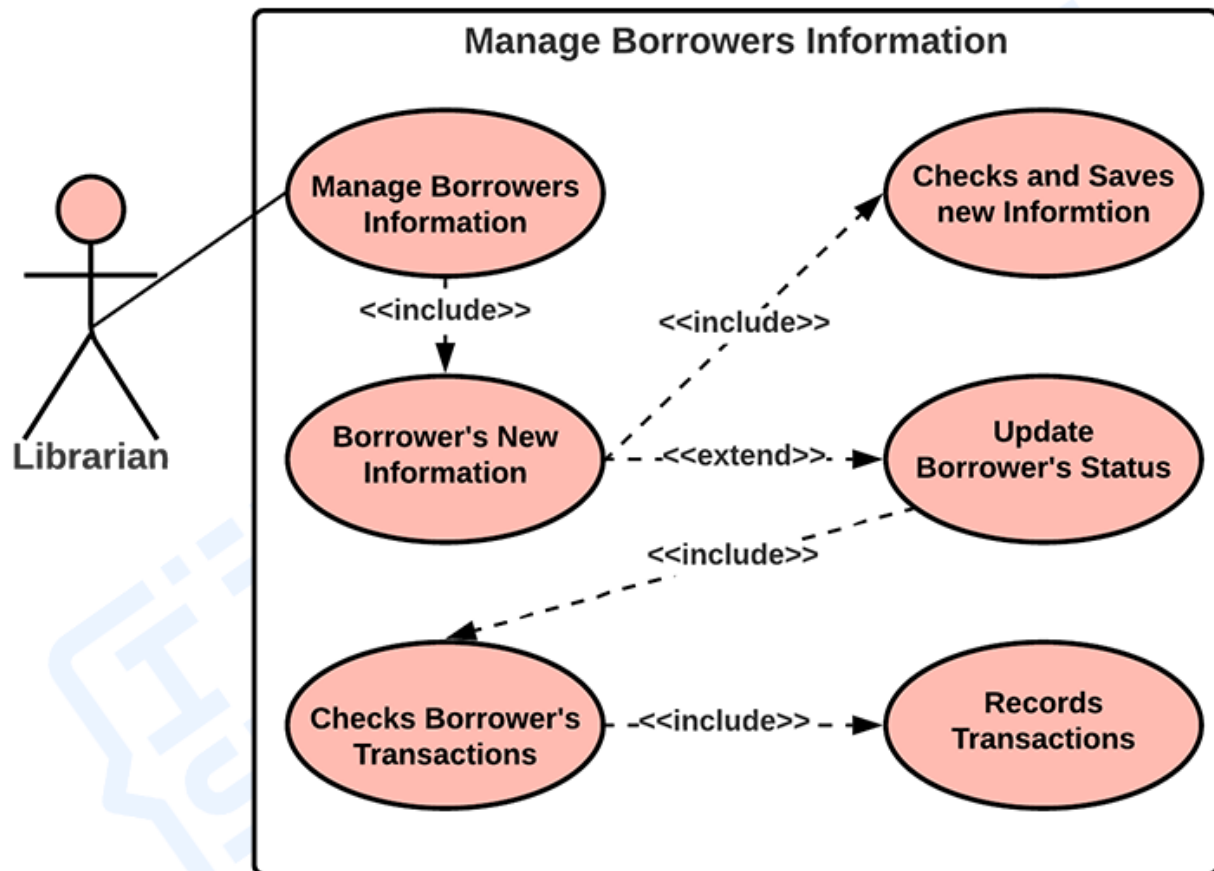 Manage Borrowers Information
Manage Borrowers
Information
Checks and Saves
new Informtion
<<include>>
<<include>>
Librarian
Borrower's New
Information
<<extend>>
Update
Borrower's Status
<<include>>
Checks Borrower's
Transactions
<<include>>
Records
Transactions